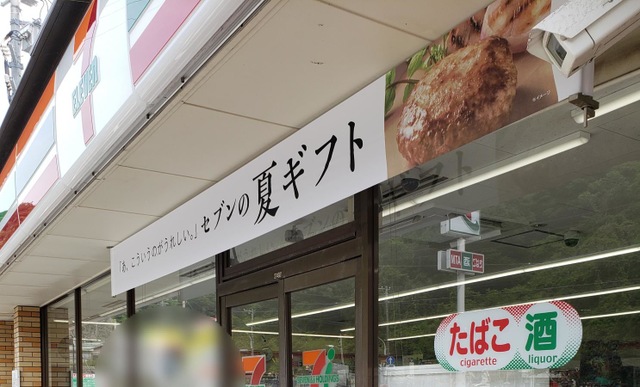 ELEVEN
「あ、こういうのがうれしい。」セブンの夏ギフト
たばこ 酒
cigarette liquor